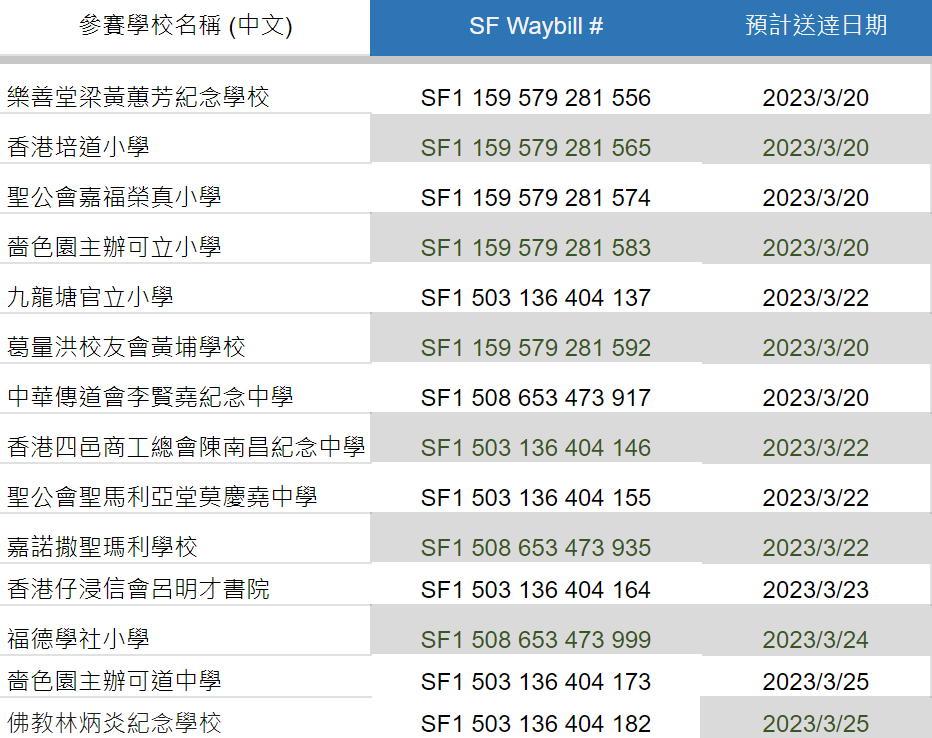 參賽學校名稱 (中文) SF Waybill # 預計送達日期
樂善堂梁黃蕙芳紀念學校 SF1 159 579 281 556 2023/3/20
香港培道小學 SF1 159 579 281 565 2023/3/20
聖公會嘉福榮真小學 SF1 159 579 281 574 2023/3/20
嗇色園主辦可立小學 SF1 159 579 281 583 2023/3/20
九龍塘官立小學 SF1 503 136 404 137 2023/3/22
葛量洪校友會黃埔學校 SF1 159 579 281 592 2023/3/20
中華傳道會李賢堯紀念中學 SF1 508 653 473 917 2023/3/20
香港四邑商工總會陳南昌紀念中學 SF1 503 136 404 146 2023/3/22
聖公會聖馬利亞堂莫慶堯中學 SF1 503 136 404 155 2023/3/22
嘉諾撒聖瑪利學校 SF1 508 653 473 935 2023/3/22
香港仔浸信會呂明才書院 SF1 503 136 404 164 2023/3/23
福德學社小學 SF1 508 653 473 999 2023/3/24
嗇色園主辦可道中學 SF1 503 136 404 173 2023/3/25
佛教林炳炎紀念學校 SF1 503 136 404 182 2023/3/25